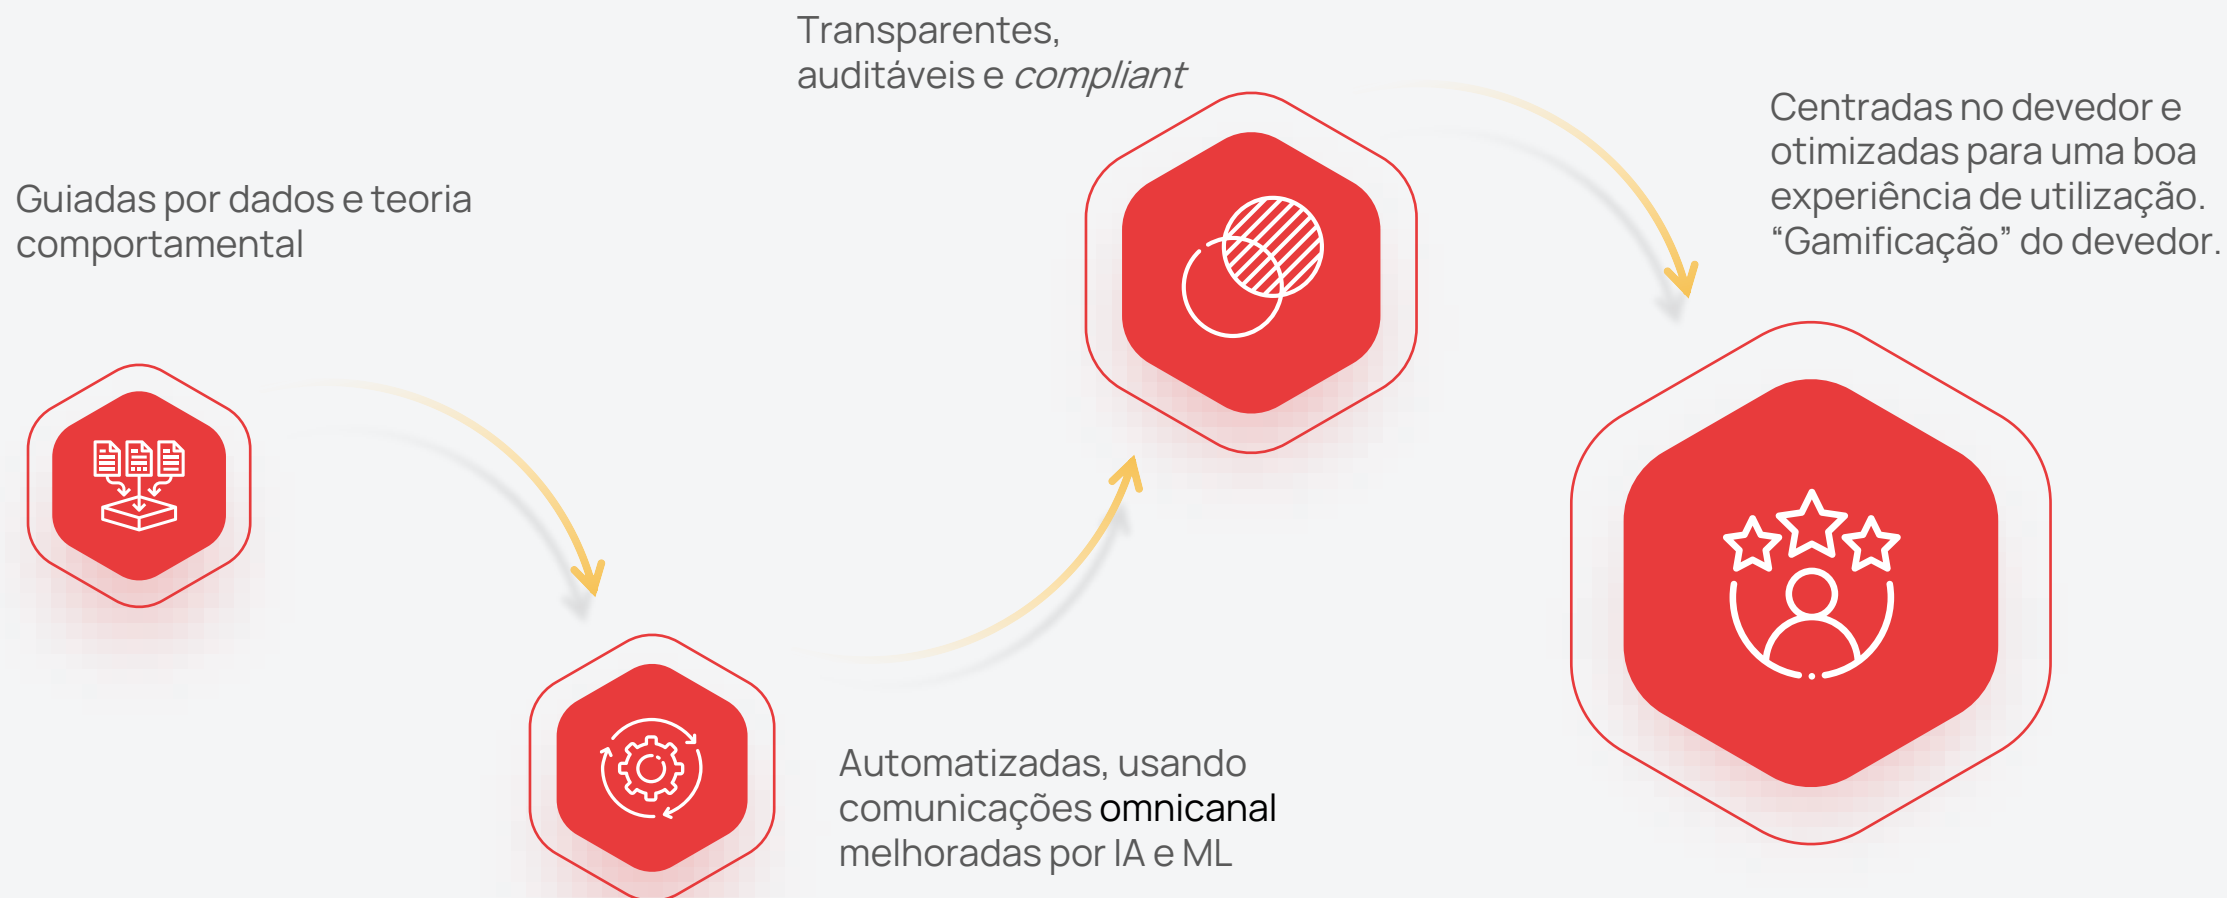 Guiadas por dados e teoria
comportamental
Automatizadas, usando
comunicações omnicanal
melhoradas por IA e ML
Transparentes,
auditáveis e compliant
Centradas no devedor e
otimizadas para uma boa
experiência de utilização.
“Gamificação” do devedor.